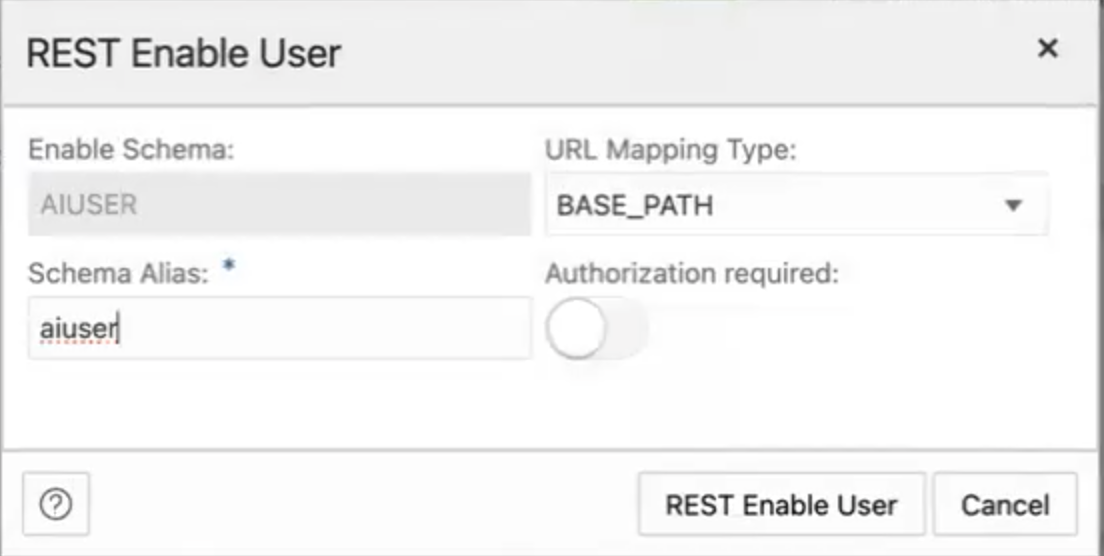 REST Enable User
Enable Schema:
AIUSER
URL Mapping Type:
BASE_PATH
Schema Alias: *
aiuser
Authorization required:
REST Enable User
Cancel